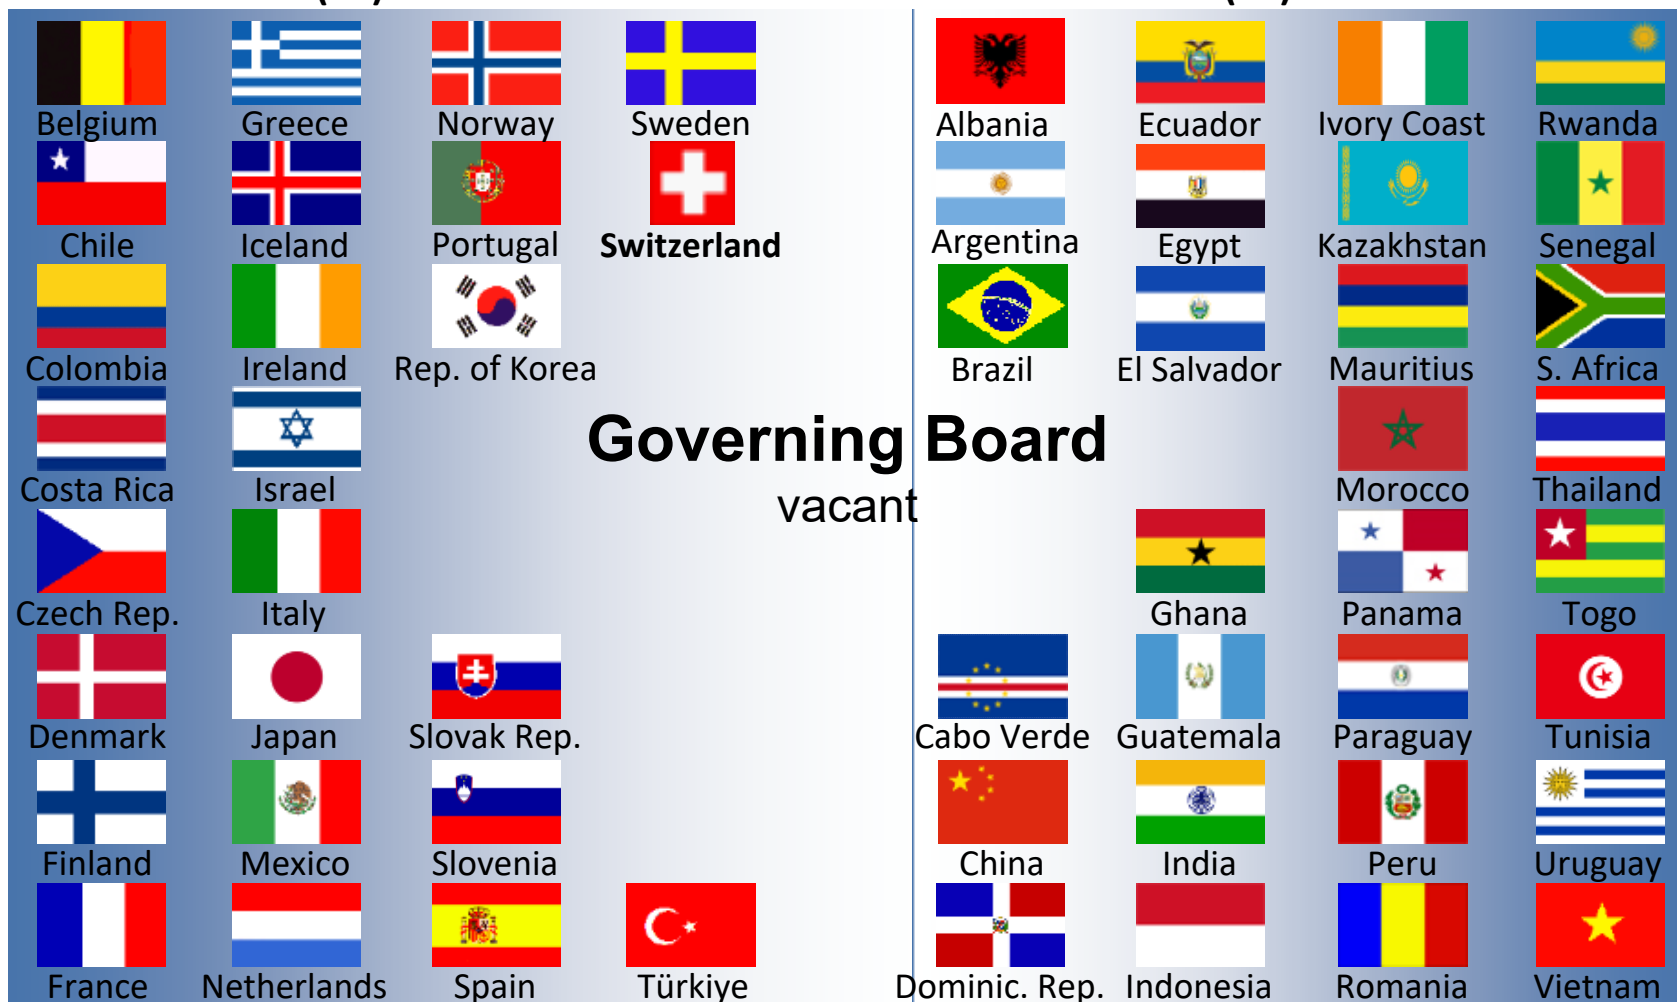 Belgium Greece Norway Sweden Albania Ecuador Ivory Coast Rwanda
Chile Iceland Portugal Switzerland Argentina Egypt Kazakhstan Senegal
Colombia Ireland Rep. of Korea Brazil El Salvador Mauritius S. Africa
Governing Board
Costa Rica Israel Morocco Thailand
vacant
Czech Rep. Italy Ghana Panama Togo
Denmark Japan Slovak Rep. Cabo Verde Guatemala Paraguay Tunisia
Finland Mexico Slovenia China India Peru Uruguay
France Netherlands Spain Türkiye Dominic. Rep. Indonesia Romania Vietnam